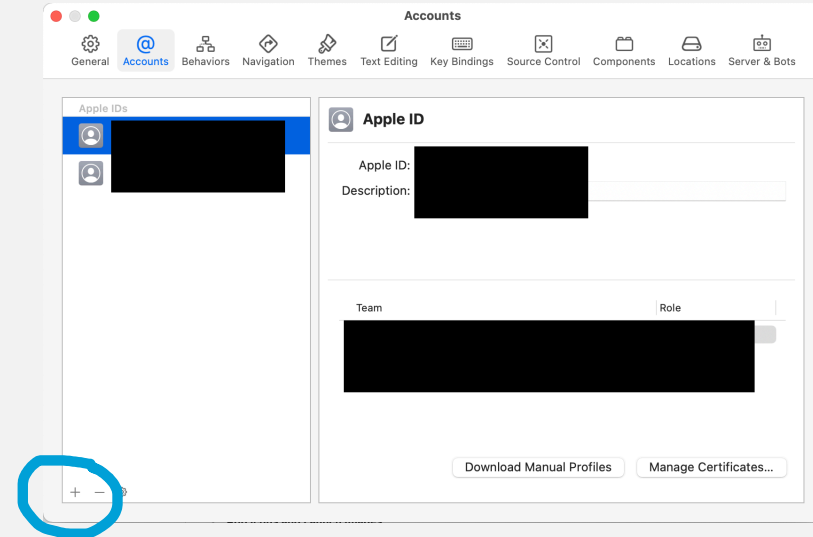 Accounts
General Accounts Behaviors Navigation Themes Text Editing Key Bindings Source Control Components Locations Server & Bots
Apple IDs
Apple ID
Apple ID:
Description:
Team Role
Download Manual Profiles Manage Certificates...
+ −